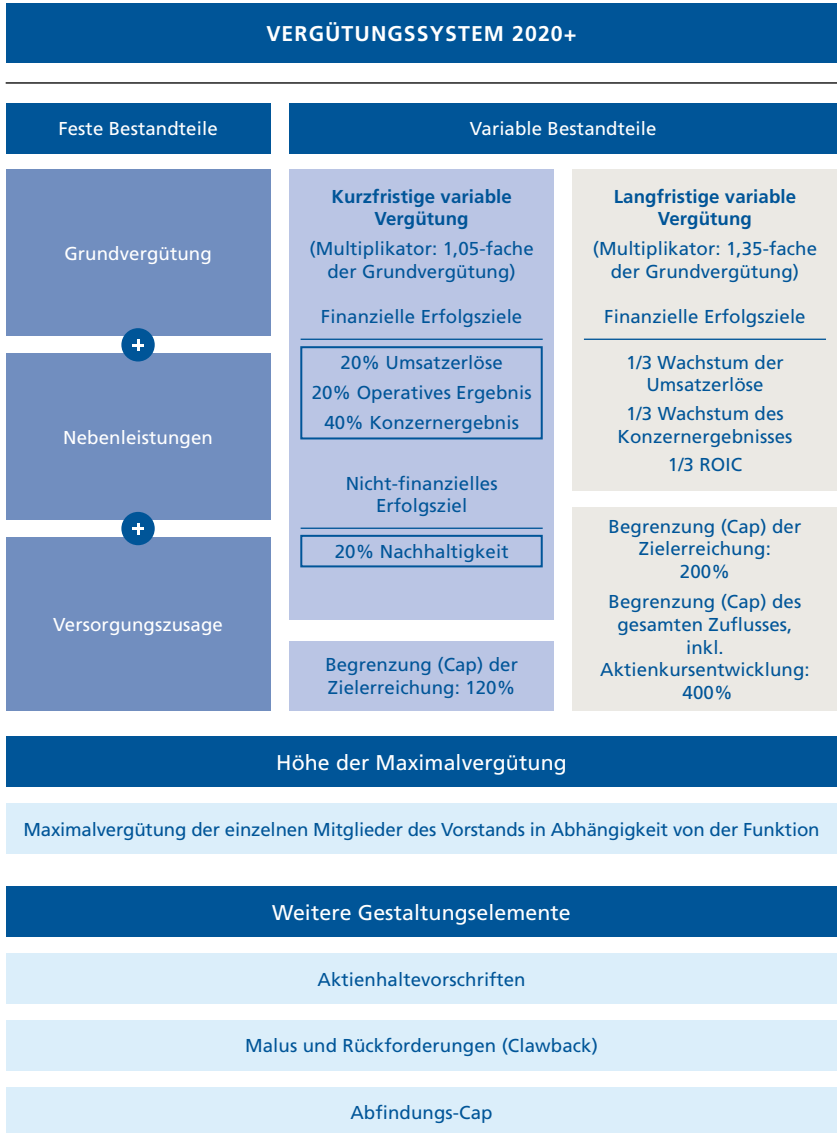 VERGÜTUNGSSYSTEM 2020+
Feste Bestandteile
Grundvergütung
+
Nebenleistungen
+
Versorgungszusage
Variable Bestandteile
Kurzfristige variable
Vergütung
(Multiplikator: 1,05-fache
der Grundvergütung)
Finanzielle Erfolgsziele
20% Umsatzerlöse
20% Operatives Ergebnis
40% Konzernergebnis
Nicht-finanzielles
Erfolgsziel
20% Nachhaltigkeit
Begrenzung (Cap) der
Zielerreichung: 120%
Langfristige variable
Vergütung
(Multiplikator: 1,35-fache
der Grundvergütung)
Finanzielle Erfolgsziele
1/3 Wachstum der
Umsatzerlöse
1/3 Wachstum des
Konzernergebnisses
1/3 ROIC
Begrenzung (Cap) der
Zielerreichung:
200%
Begrenzung (Cap) des
gesamten Zuflusses,
inkl.
Aktienkursentwicklung:
400%
Höhe der Maximalvergütung
Maximalvergütung der einzelnen Mitglieder des Vorstands in Abhängigkeit von der Funktion
Weitere Gestaltungselemente
Aktienhaltevorschriften
Malus und Rückforderungen (Clawback)
Abfindungs-Cap